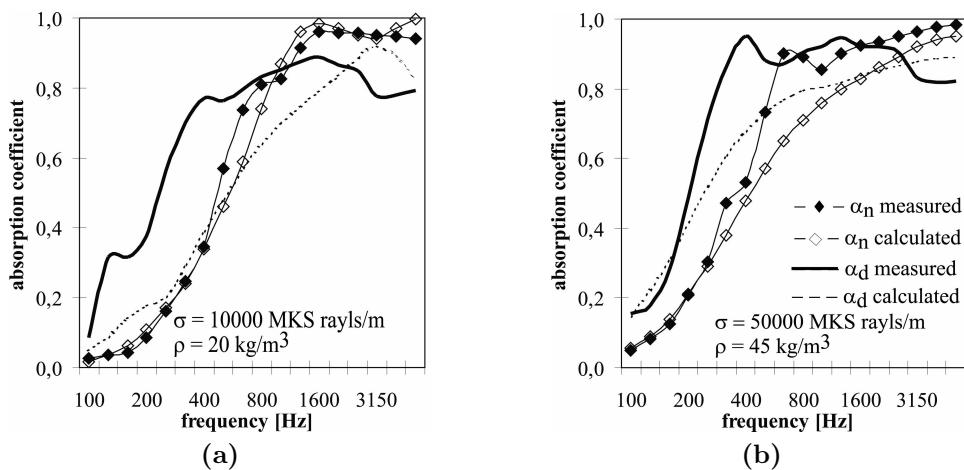 1,0
0,8
0,6
0,4
0,2
0,0
absorption coefficient
σ = 10000 MKS rayls/m
ρ = 20 kg/m³
100 200 400 800 1600 3150
frequency [Hz]
(a)
1,0
0,8
0,6
0,4
0,2
0,0
absorption coefficient
αn measured
αn calculated
αd measured
αd calculated
σ = 50000 MKS rayls/m
ρ = 45 kg/m³
100 200 400 800 1600 3150
frequency [Hz]
(b)